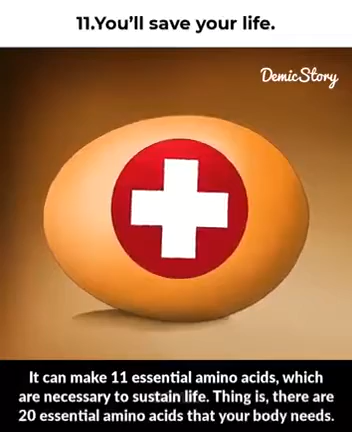 11.You’ll save your life.
DemicStory
It can make 11 essential amino acids, which
are necessary to sustain life. Thing is, there are
20 essential amino acids that your body needs.